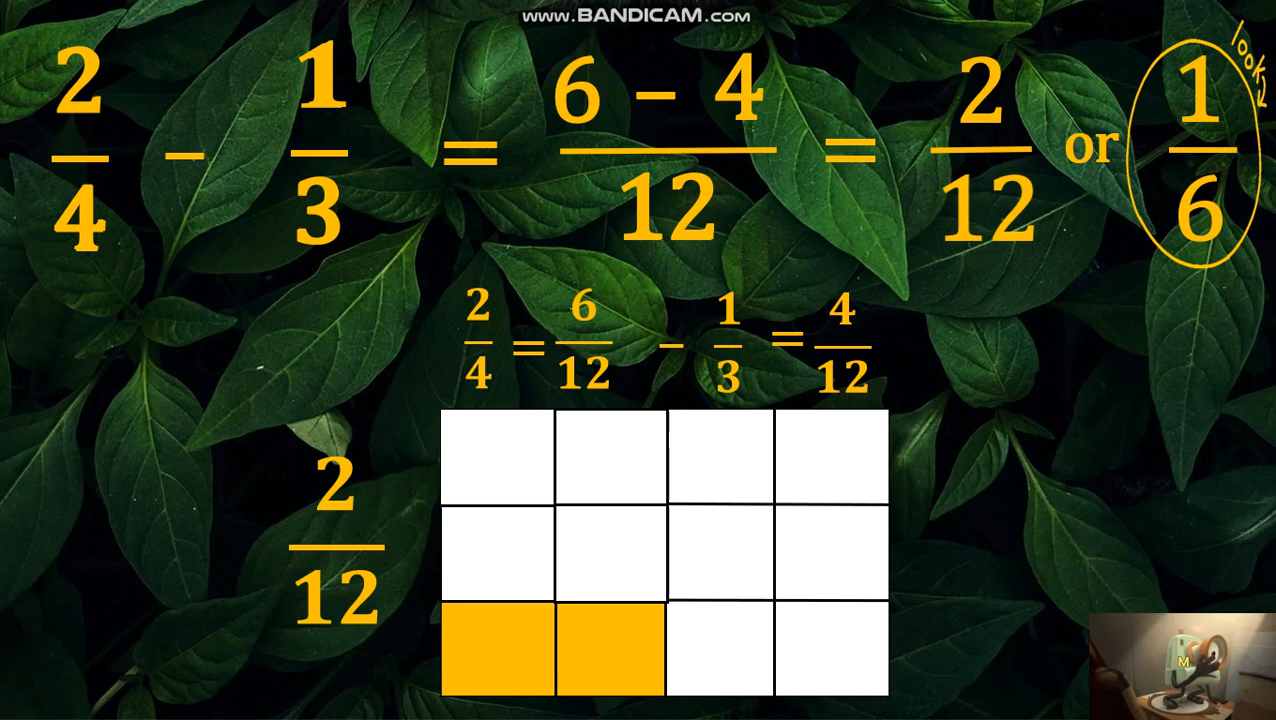 www.BANDICAM.com
2/4 − 1/3 = 6 − 4/12 = 2/12 or 1/6
look
2/4 = 6/12 − 1/3 = 4/12
2/12
M